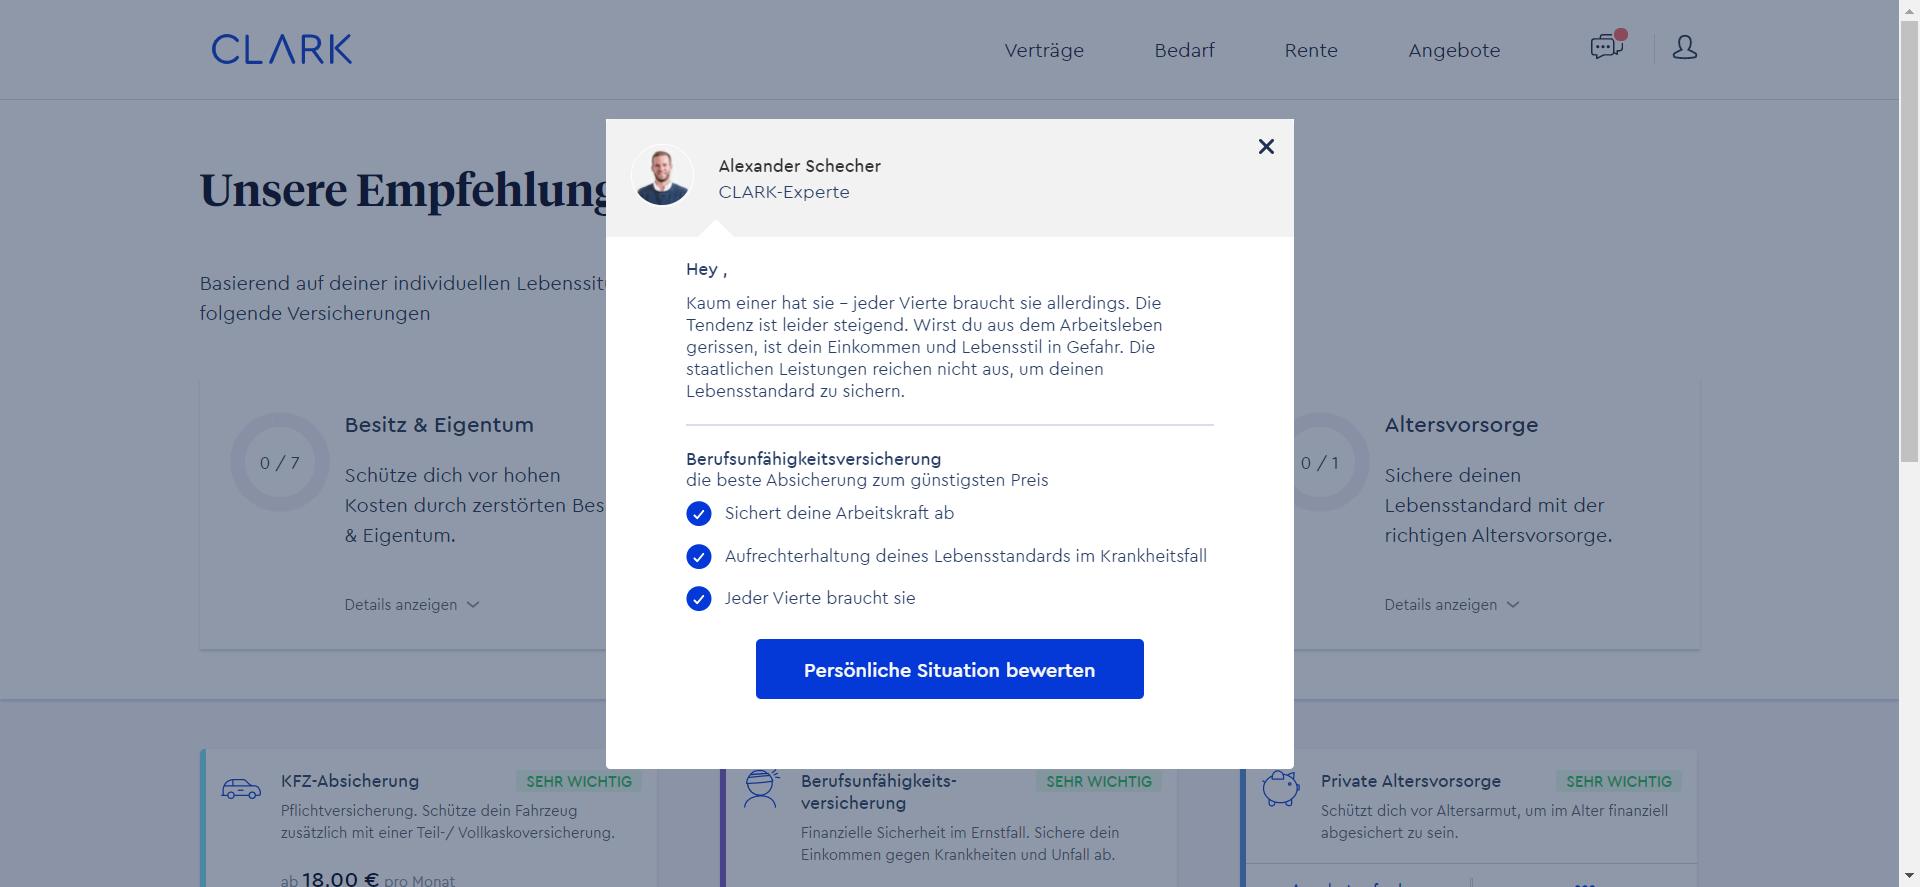 CLARK
Verträge
Bedarf
Rente
Angebote
Alexander Schecher
CLARK-Experte
Hey ,
Kaum einer hat sie – jeder Vierte braucht sie allerdings. Die
Tendenz ist leider steigend. Wirst du aus dem Arbeitsleben
gerissen, ist dein Einkommen und Lebensstil in Gefahr. Die
staatlichen Leistungen reichen nicht aus, um deinen
Lebensstandard zu sichern.
Berufsunfähigkeitsversicherung
die beste Absicherung zum günstigsten Preis
Sichert deine Arbeitskraft ab
Aufrechterhaltung deines Lebensstandards im Krankheitsfall
Jeder Vierte braucht sie
Persönliche Situation bewerten
Unsere Empfehlung
Basierend auf deiner individuellen
folgende Versicherungen
0 / 7
Besitz & Eigentum
Schütze dich vor hohen
Kosten durch zerstörten
& Eigentum.
Details anzeigen
0 / 1
Altersvorsorge
Sichere deinen
Lebensstandard mit der
richtigen Altersvorsorge.
Details anzeigen
KFZ-Absicherung
SEHR WICHTIG
Pflichtversicherung. Schütze dein Fahrzeug
zusätzlich mit einer Teil-/ Vollkaskoversicherung.
ab 18,00 € pro Monat
Berufsunfähigkeits-
versicherung
SEHR WICHTIG
Finanzielle Sicherheit im Ernstfall. Sichere dein
Einkommen gegen Krankheiten und Unfall ab.
Private Altersvorsorge
SEHR WICHTIG
Schützt dich vor Altersarmut, um im Alter finanziell
abgesichert zu sein.